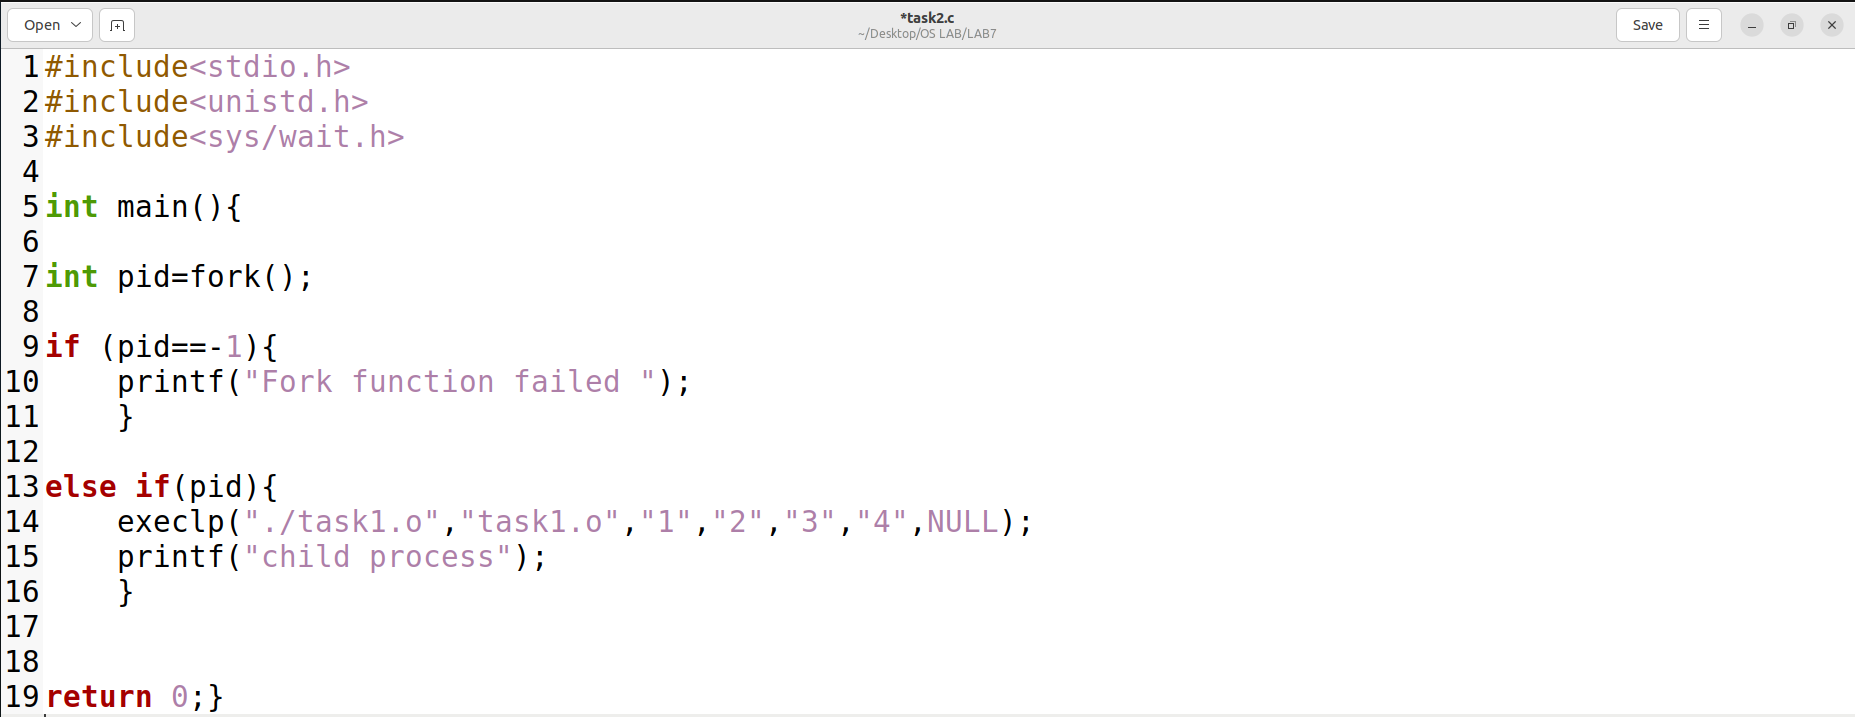 Open
*task2.c
~/Desktop/OS LAB/LAB7
Save
1 #include<stdio.h>
2 #include<unistd.h>
3 #include<sys/wait.h>
4
5 int main(){
6
7 int pid=fork();
8
9 if (pid==-1){
10     printf("Fork function failed ");
11     }
12
13 else if(pid){
14     execlp("./task1.o","task1.o","1","2","3","4",NULL);
15     printf("child process");
16     }
17
18
19 return 0;}